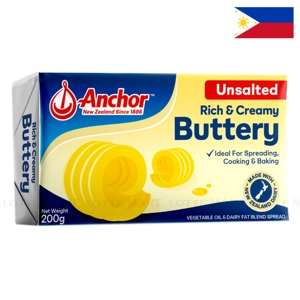 Unsalted
Anchor
New Zealand Since 1886
Rich & Creamy
Buttery
✓ Ideal For Spreading,
Cooking & Baking
Rich & Creamy
Buttery
MADE WITH
NEW ZEALAND DAIRY
Net Weight
200g
VEGETABLE OIL & DAIRY FAT BLEND SPREAD